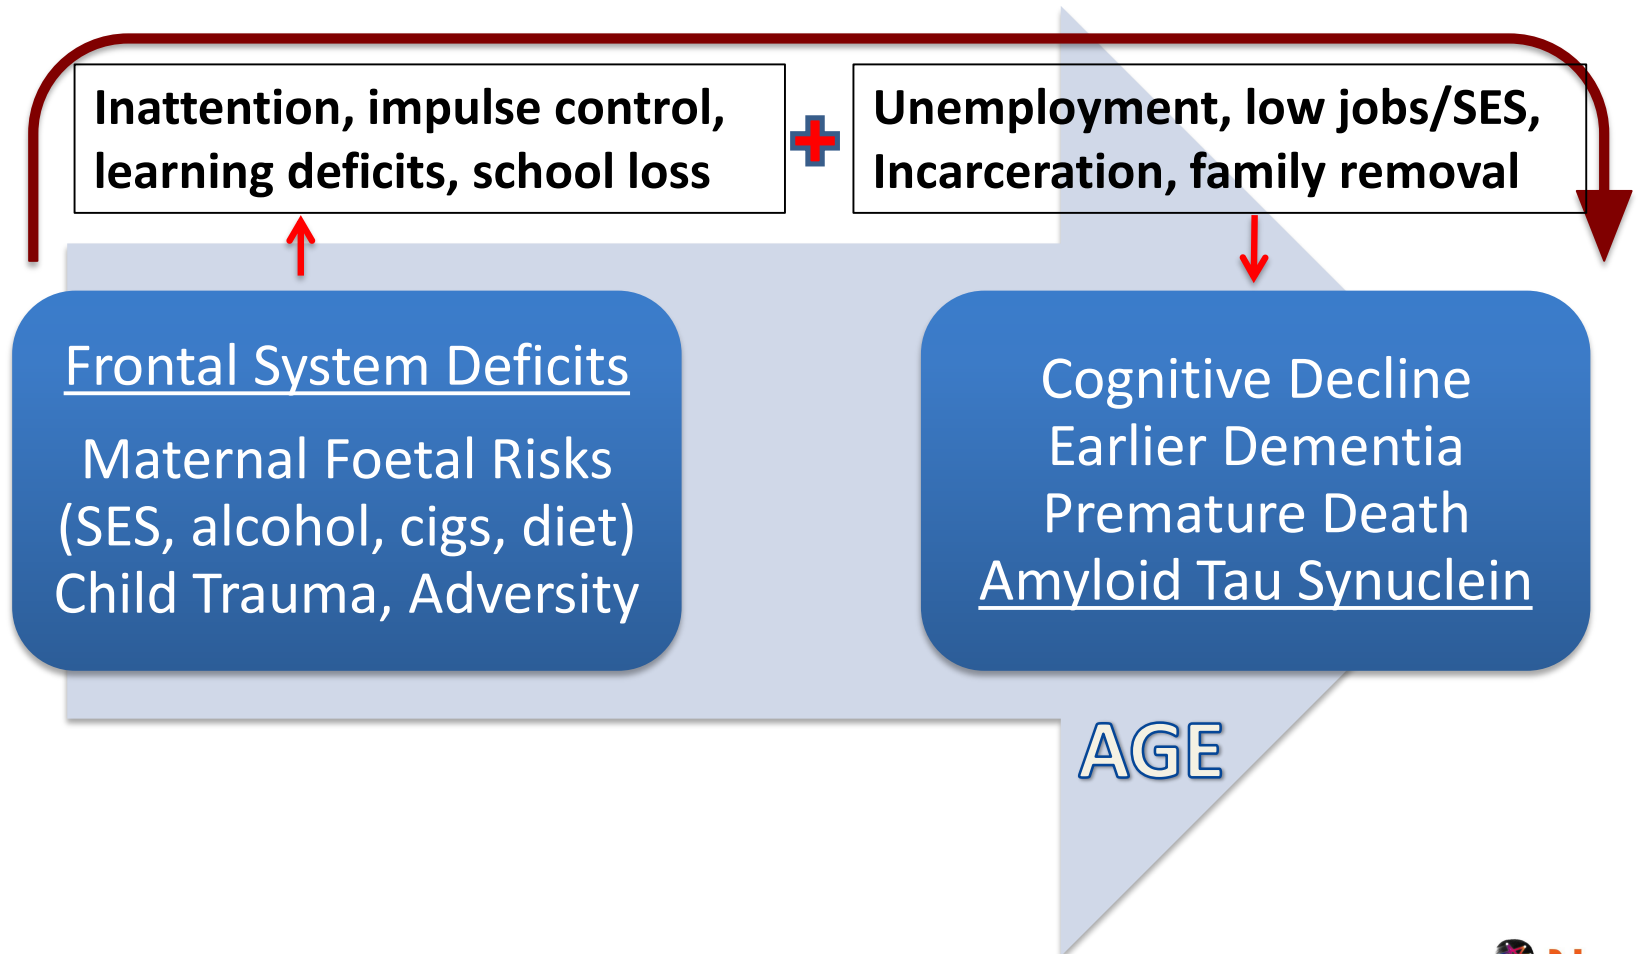 Inattention, impulse control,
learning deficits, school loss
Unemployment, low jobs/SES,
Incarceration, family removal
Frontal System Deficits
Maternal Foetal Risks
(SES, alcohol, cigs, diet)
Child Trauma, Adversity
Cognitive Decline
Earlier Dementia
Premature Death
Amyloid Tau Synuclein
AGE